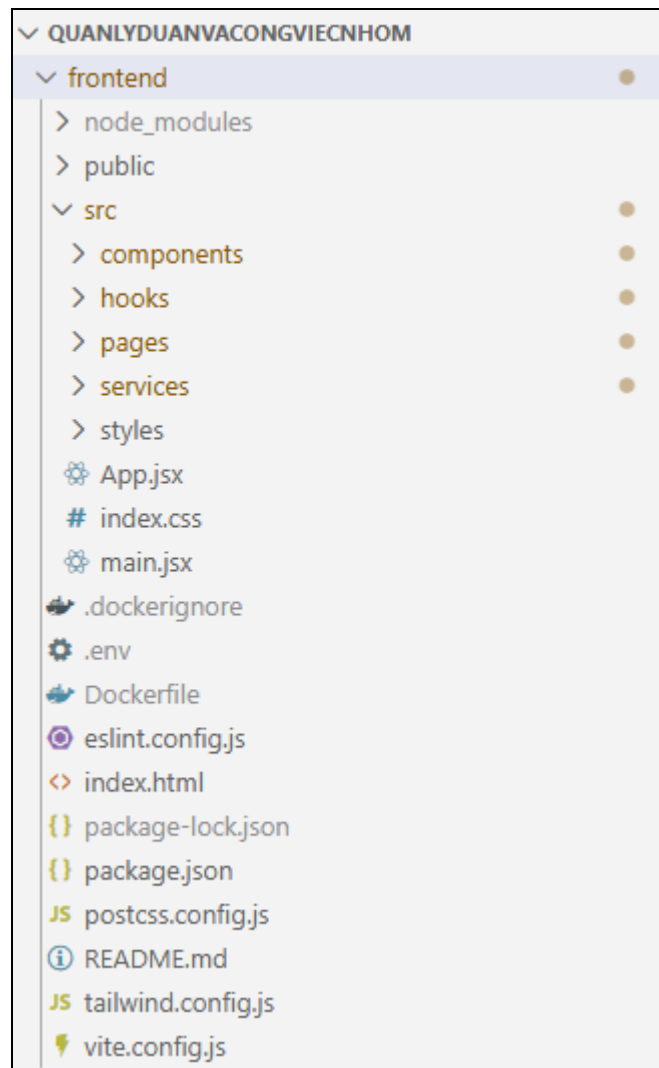 QUANLYDUANVACONGVIECNHOM
frontend
node_modules
public
src
components
hooks
pages
services
styles
App.jsx
# index.css
main.jsx
.dockerignore
.env
Dockerfile
eslint.config.js
<> index.html
{} package-lock.json
{} package.json
JS postcss.config.js
README.md
JS tailwind.config.js
vite.config.js